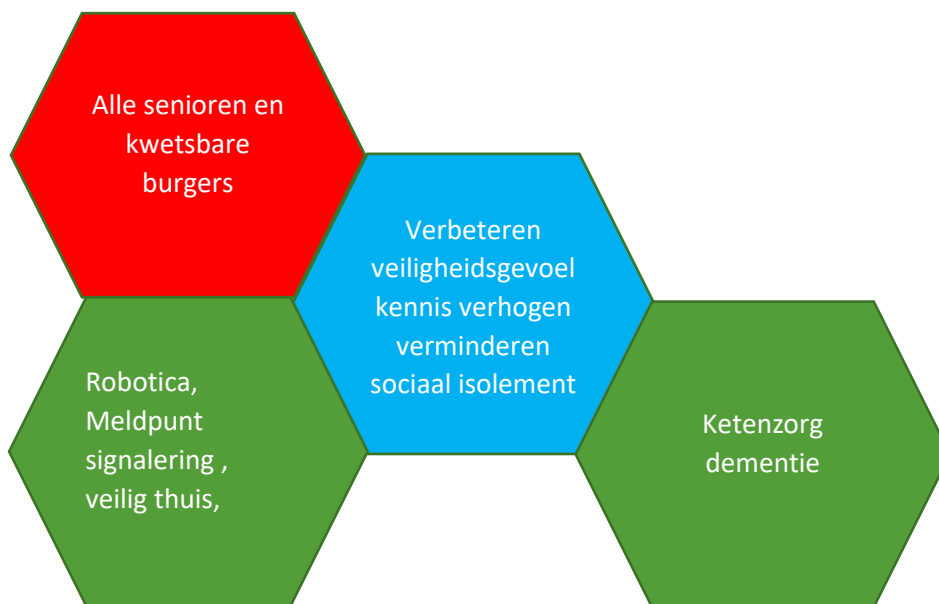 Alle senioren en
kwetsbare
burgers
Verbeteren
veiligheidsgevoel
kennis verhogen
verminderen
sociaal isolement
Robotica,
Meldpunt
signalering ,
veilig thuis,
Ketenzorg
dementie